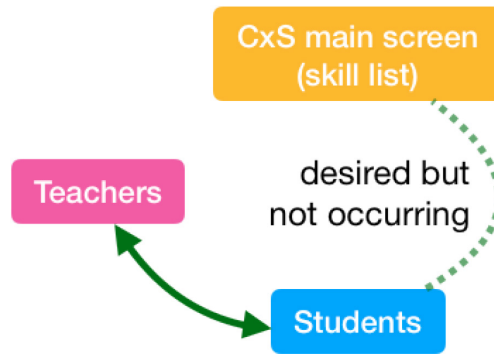 CxS main screen
(skill list)
Teachers
desired but
not occurring
Students